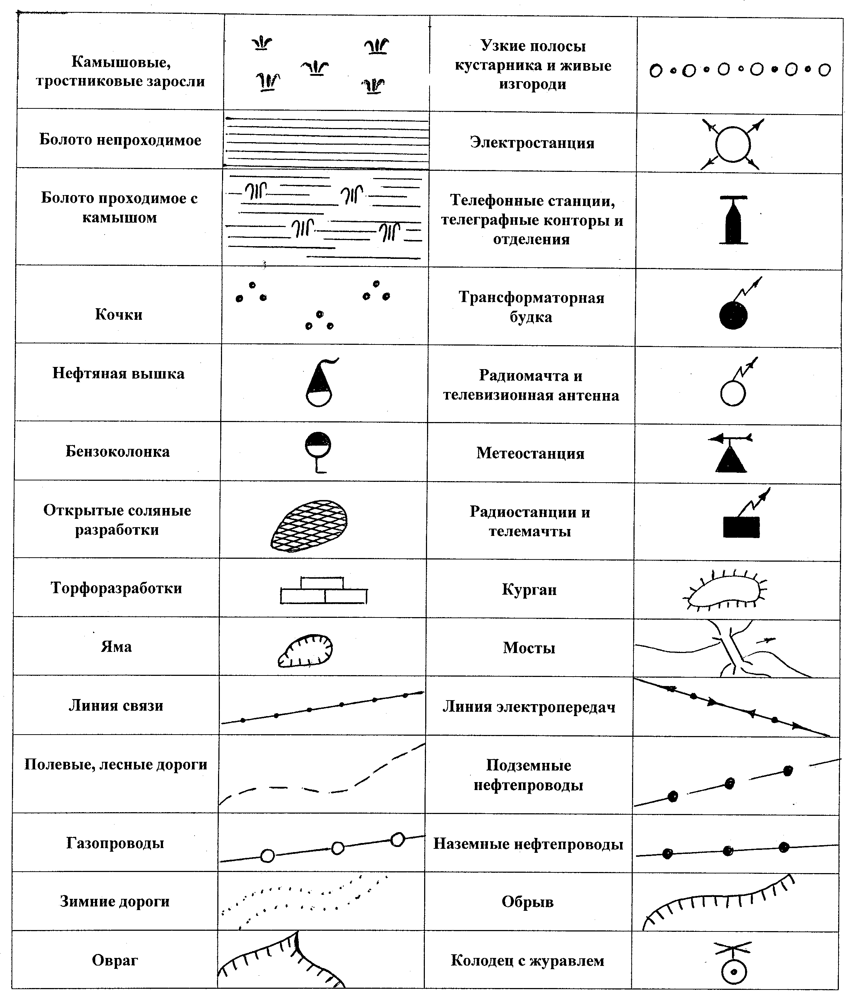 Камышовые,
тростниковые заросли
Узкие полосы
кустарника и живые
изгороди
Болото непроходимое
Электростанция
Болото проходимое с
камышом
Телефонные станции,
телеграфные конторы и
отделения
Кочки
Трансформаторная
будка
Нефтяная вышка
Радиомачта и
телевизионная антенна
Бензоколонка
Метеостанция
Открытые соляные
разработки
Радиостанции и
телемачты
Торфоразработки
Курган
Яма
Мосты
Линия связи
Линия электропередач
Полевые, лесные дороги
Подземные
нефтепроводы
Газопроводы
Наземные нефтепроводы
Зимние дороги
Обрыв
Овраг
Колодец с журавлем